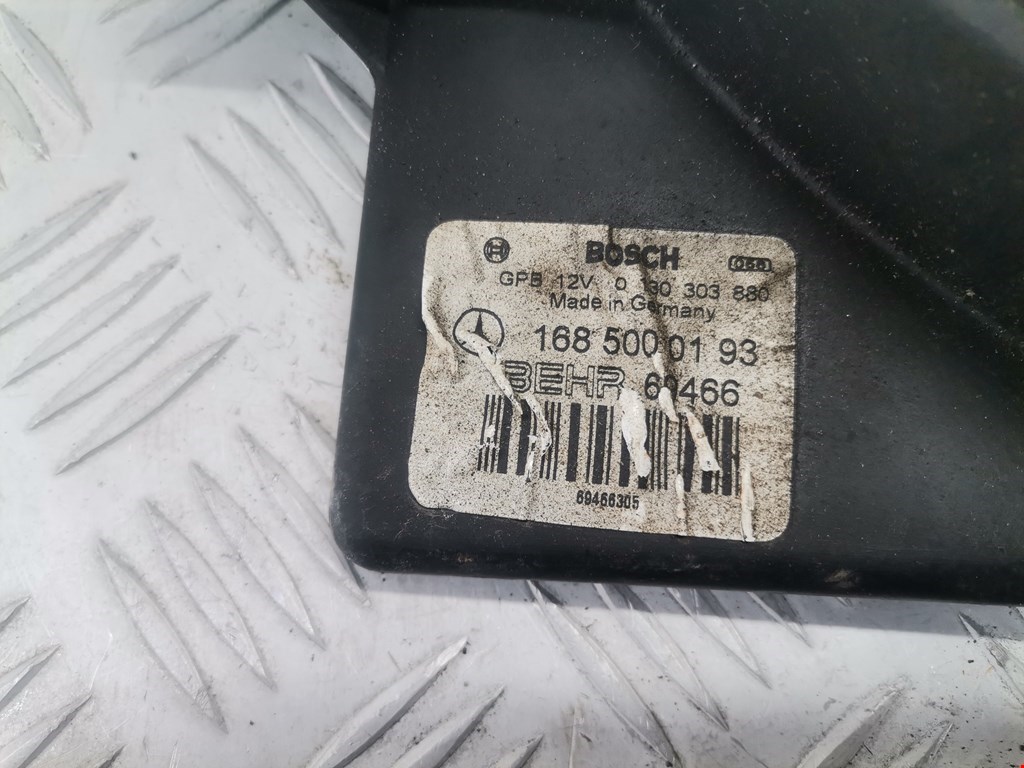 BOSCH
GPB 12V 0 130 303 880
Made in Germany
168 500 01 93
BEHR 69466
69466305